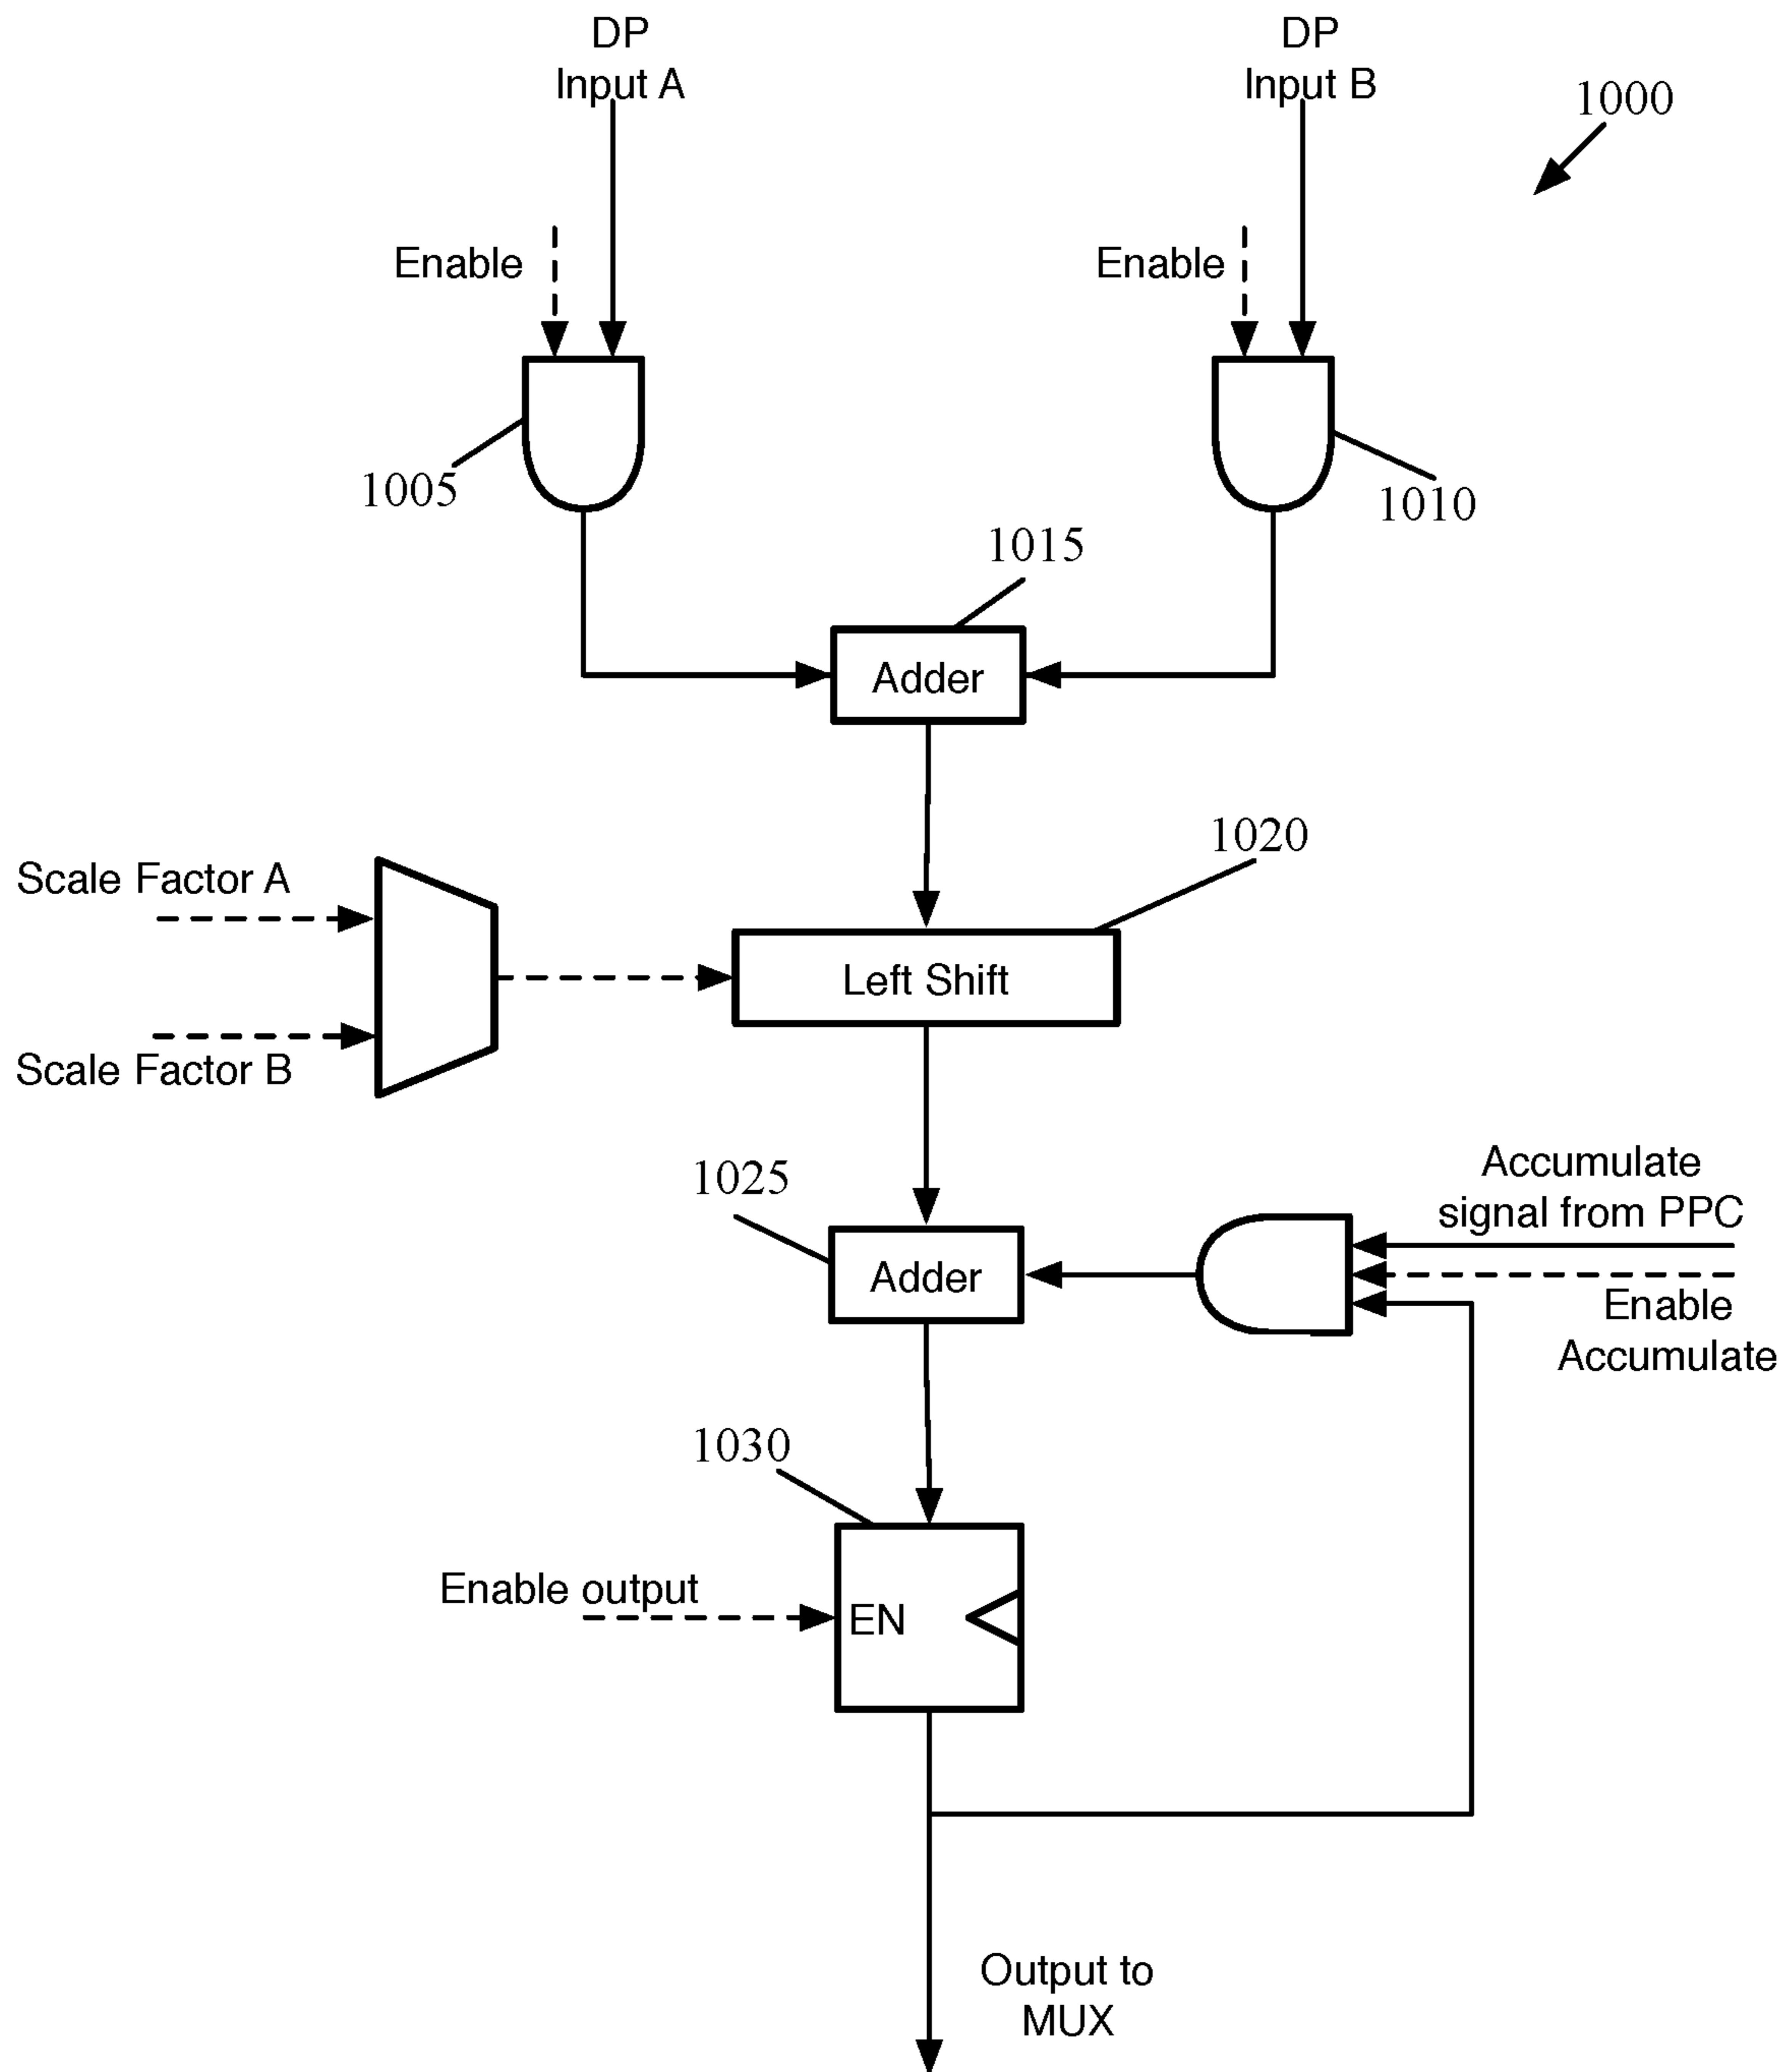 DP
Input A
DP
Input B
1000
Enable
Enable
1005
1010
1015
Adder
1020
Scale Factor A
Left Shift
Scale Factor B
Accumulate
signal from PPC
1025
Adder
Enable
Accumulate
1030
Enable output
EN
Output to
MUX